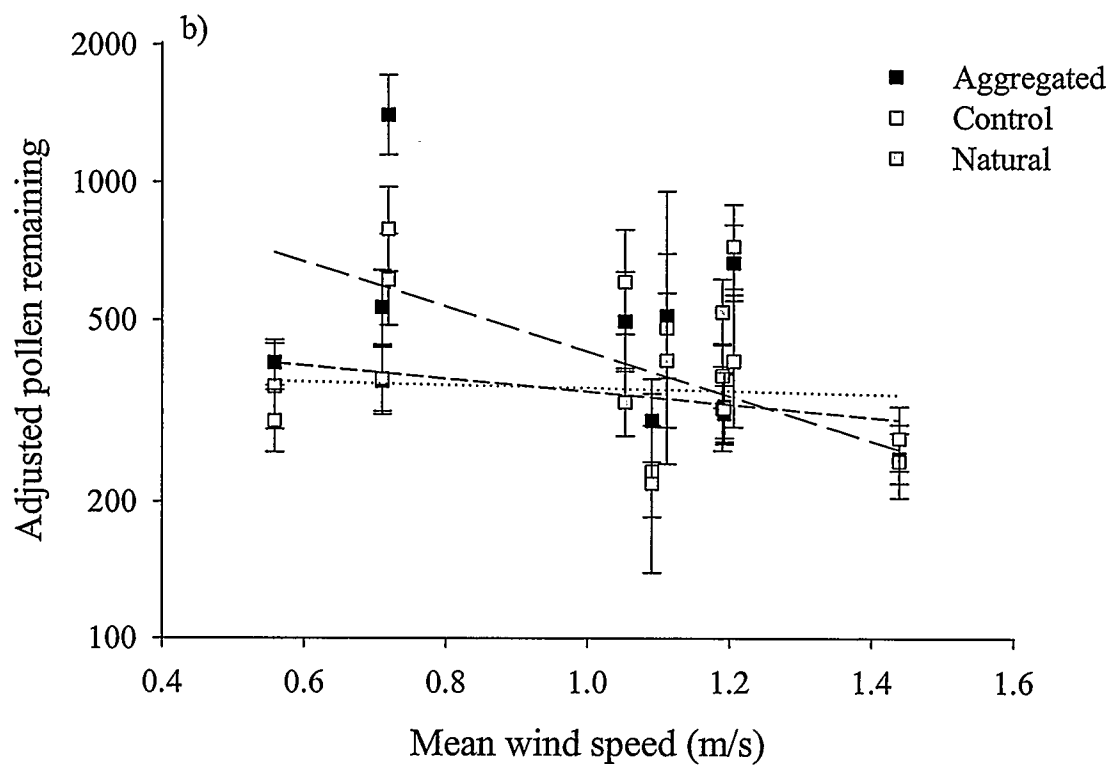 b)
2000
1000
500
200
100
Adjusted pollen remaining
0.4 0.6 0.8 1.0 1.2 1.4 1.6
Mean wind speed (m/s)
Aggregated
Control
Natural